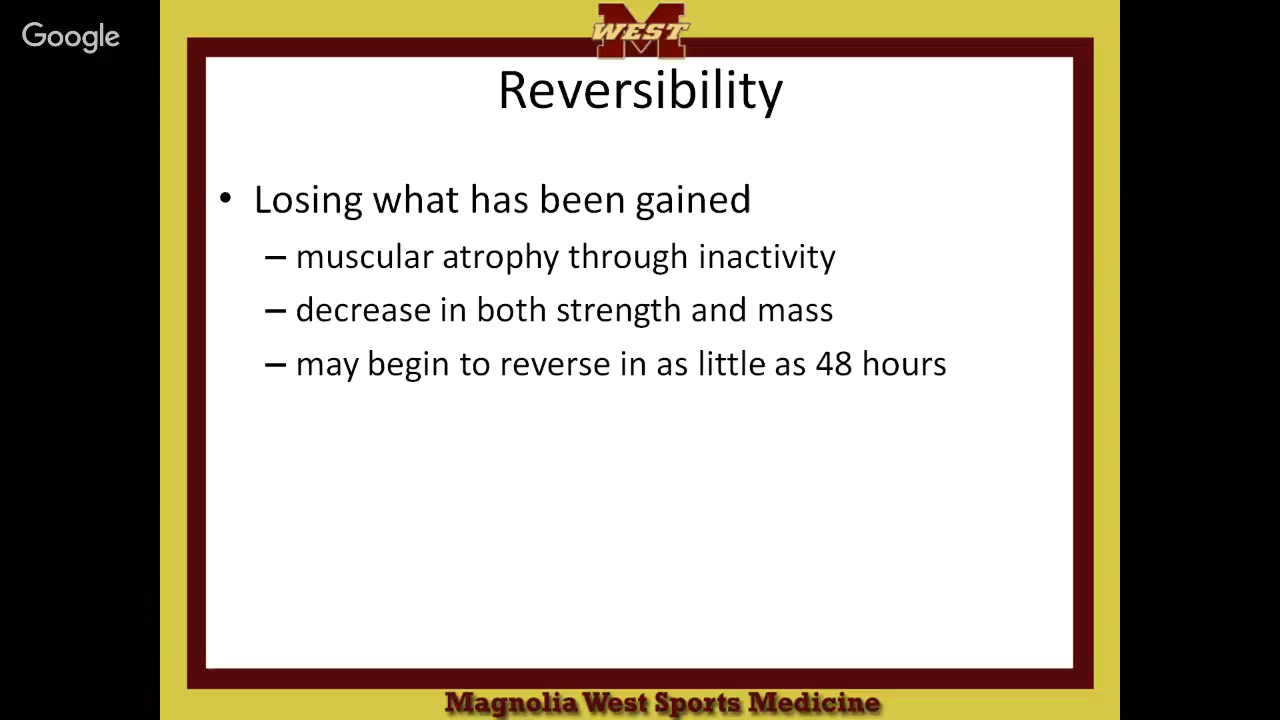 Google
M
WEST
Reversibility
• Losing what has been gained
– muscular atrophy through inactivity
– decrease in both strength and mass
– may begin to reverse in as little as 48 hours
Magnolia West Sports Medicine